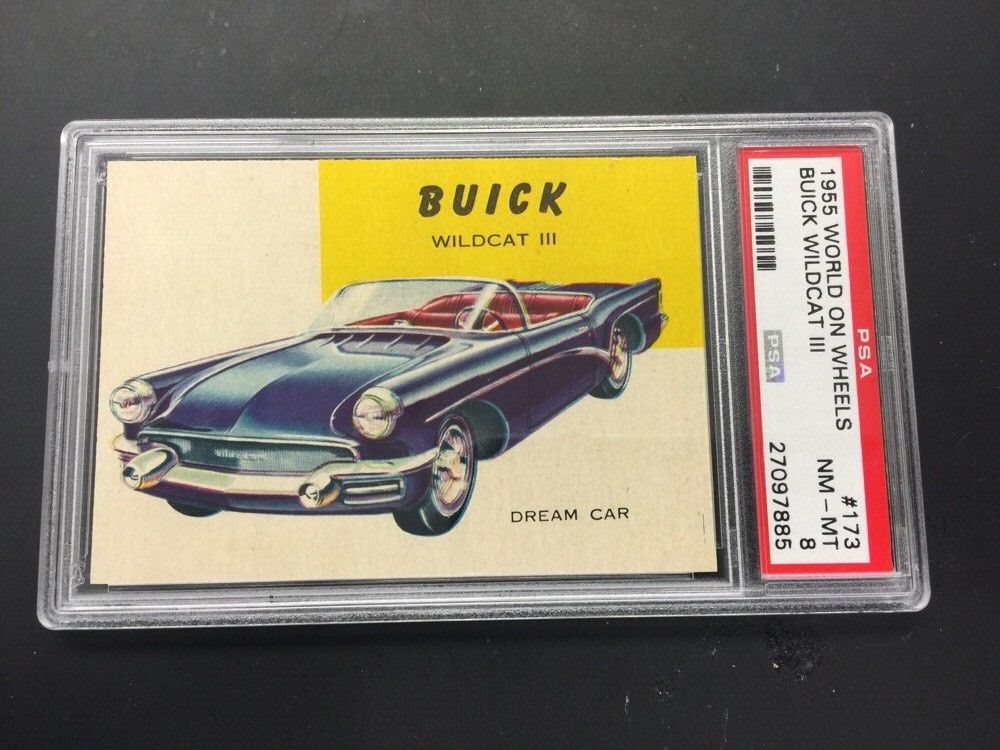 BUICK
WILDCAT III
DREAM CAR
1955 WORLD ON WHEELS #173
BUICK WILDCAT III NM-MT 8
PSA 27097885
PSA